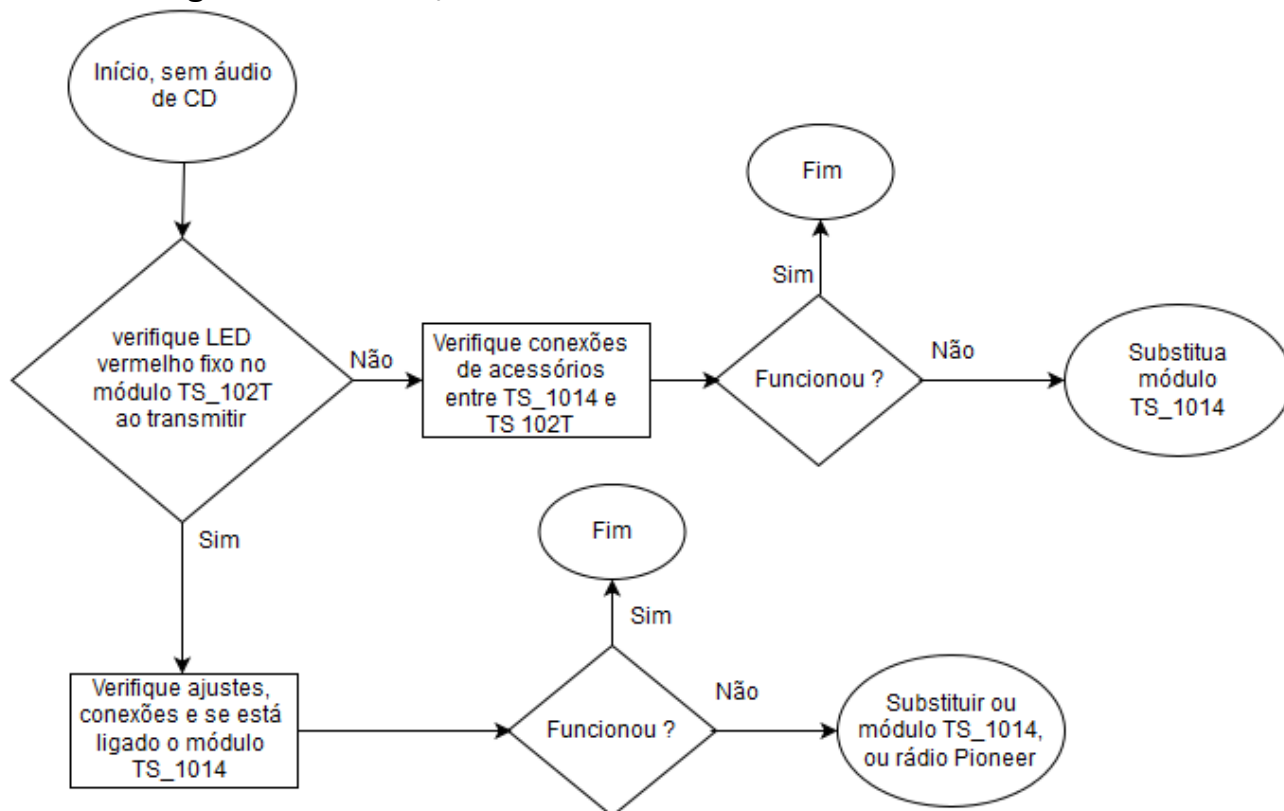 Início, sem áudio
de CD
Fim
Sim
verifique LED
vermelho fixo no
módulo TS_102T
ao transmitir
Não
Verifique conexões
de acessórios
entre TS_1014 e
TS 102T
Funcionou ?
Não
Substitua
módulo
TS_1014
Sim
Fim
Sim
Verifique ajustes,
conexões e se está
ligado o módulo
TS_1014
Funcionou ?
Não
Substituir ou
módulo TS_1014,
ou rádio Pioneer